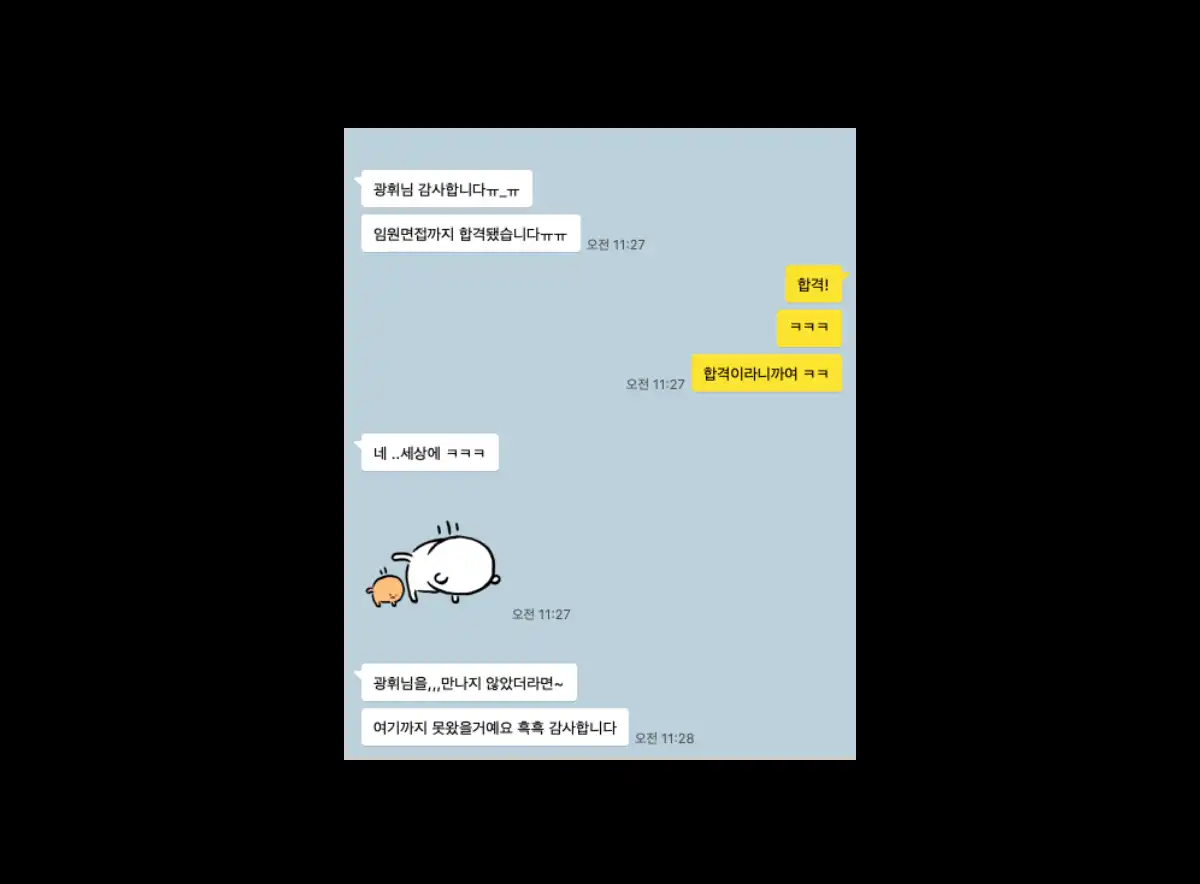 광휘님 감사합니다ㅠ_ㅠ
임원면접까지 합격됐습니다ㅠㅠ
오전 11:27
합격!
ㅋㅋㅋ
합격이라니까여 ㅋㅋ
오전 11:27
네 ..세상에 ㅋㅋㅋ
오전 11:27
광휘님을,,,만나지 않았더라면~
여기까지 못왔을거예요 흑흑 감사합니다
오전 11:28